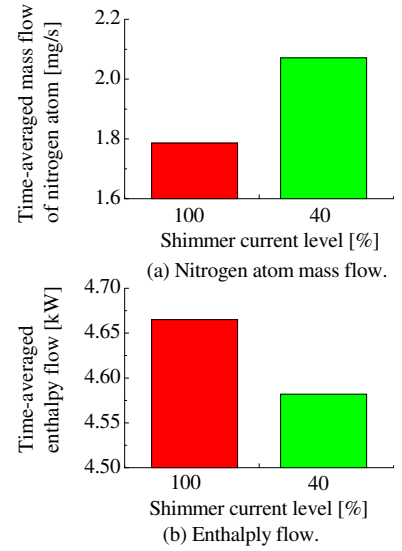 Time-averaged mass flow
of nitrogen atom [mg/s]
2.2
2.0
1.8
1.6
100
40
Shimmer current level [%]
(a) Nitrogen atom mass flow.
Time-averaged
enthalpy flow [kW]
4.70
4.65
4.60
4.55
4.50
100
40
Shimmer current level [%]
(b) Enthalply flow.